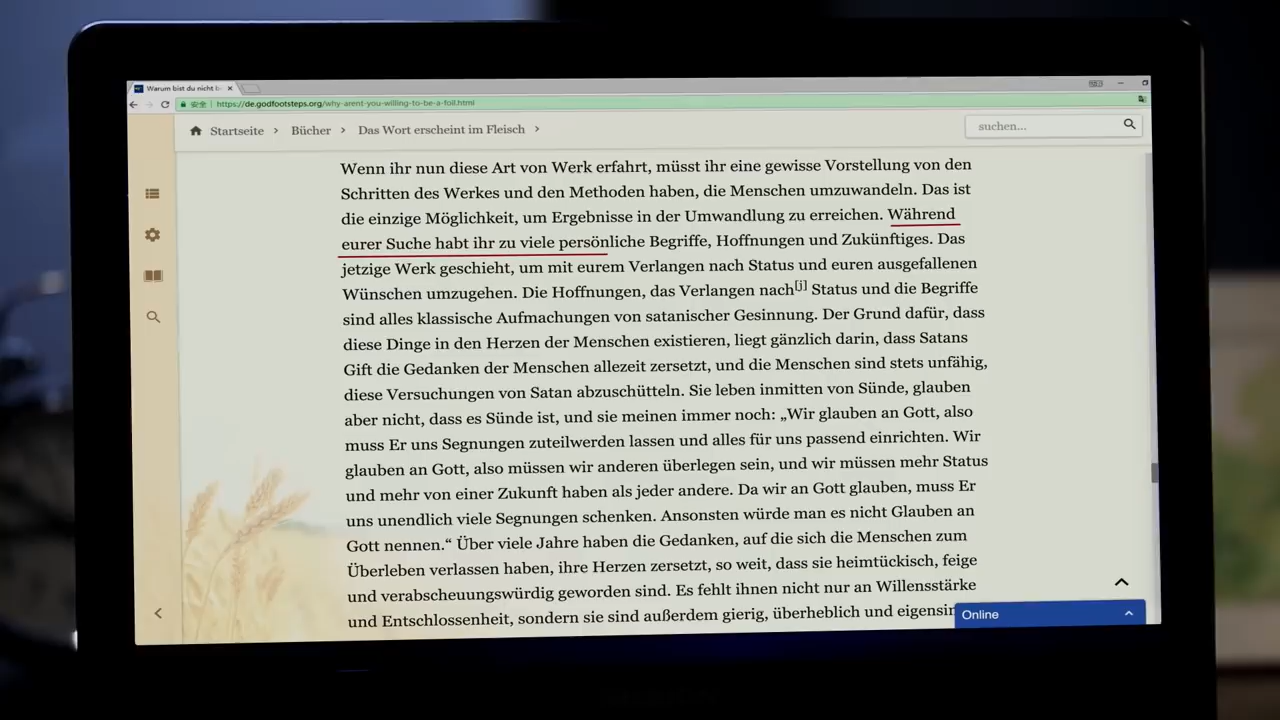 Warum bist du nicht b
安全 https://de.godfootsteps.org/why-arent-you-willing-to-be-a-foil.html
Startseite > Bücher > Das Wort erscheint im Fleisch >
suchen...
Wenn ihr nun diese Art von Werk erfahrt, müsst ihr eine gewisse Vorstellung von den
Schritten des Werkes und den Methoden haben, die Menschen umzuwandeln. Das ist
die einzige Möglichkeit, um Ergebnisse in der Umwandlung zu erreichen. Während
eurer Suche habt ihr zu viele persönliche Begriffe, Hoffnungen und Zukünftiges. Das
jetzige Werk geschieht, um mit eurem Verlangen nach Status und euren ausgefallenen
Wünschen umzugehen. Die Hoffnungen, das Verlangen nach[j] Status und die Begriffe
sind alles klassische Aufmachungen von satanischer Gesinnung. Der Grund dafür, dass
diese Dinge in den Herzen der Menschen existieren, liegt gänzlich darin, dass Satans
Gift die Gedanken der Menschen allezeit zersetzt, und die Menschen sind stets unfähig,
diese Versuchungen von Satan abzuschütteln. Sie leben inmitten von Sünde, glauben
aber nicht, dass es Sünde ist, und sie meinen immer noch: „Wir glauben an Gott, also
muss Er uns Segnungen zuteilwerden lassen und alles für uns passend einrichten. Wir
glauben an Gott, also müssen wir anderen überlegen sein, und wir müssen mehr Status
und mehr von einer Zukunft haben als jeder andere. Da wir an Gott glauben, muss Er
uns unendlich viele Segnungen schenken. Ansonsten würde man es nicht Glauben an
Gott nennen.“ Über viele Jahre haben die Gedanken, auf die sich die Menschen zum
Überleben verlassen haben, ihre Herzen zersetzt, so weit, dass sie heimtückisch, feige
und verabscheuungswürdig geworden sind. Es fehlt ihnen nicht nur an Willensstärke
und Entschlossenheit, sondern sie sind außerdem gierig, überheblich und eigensin
Online